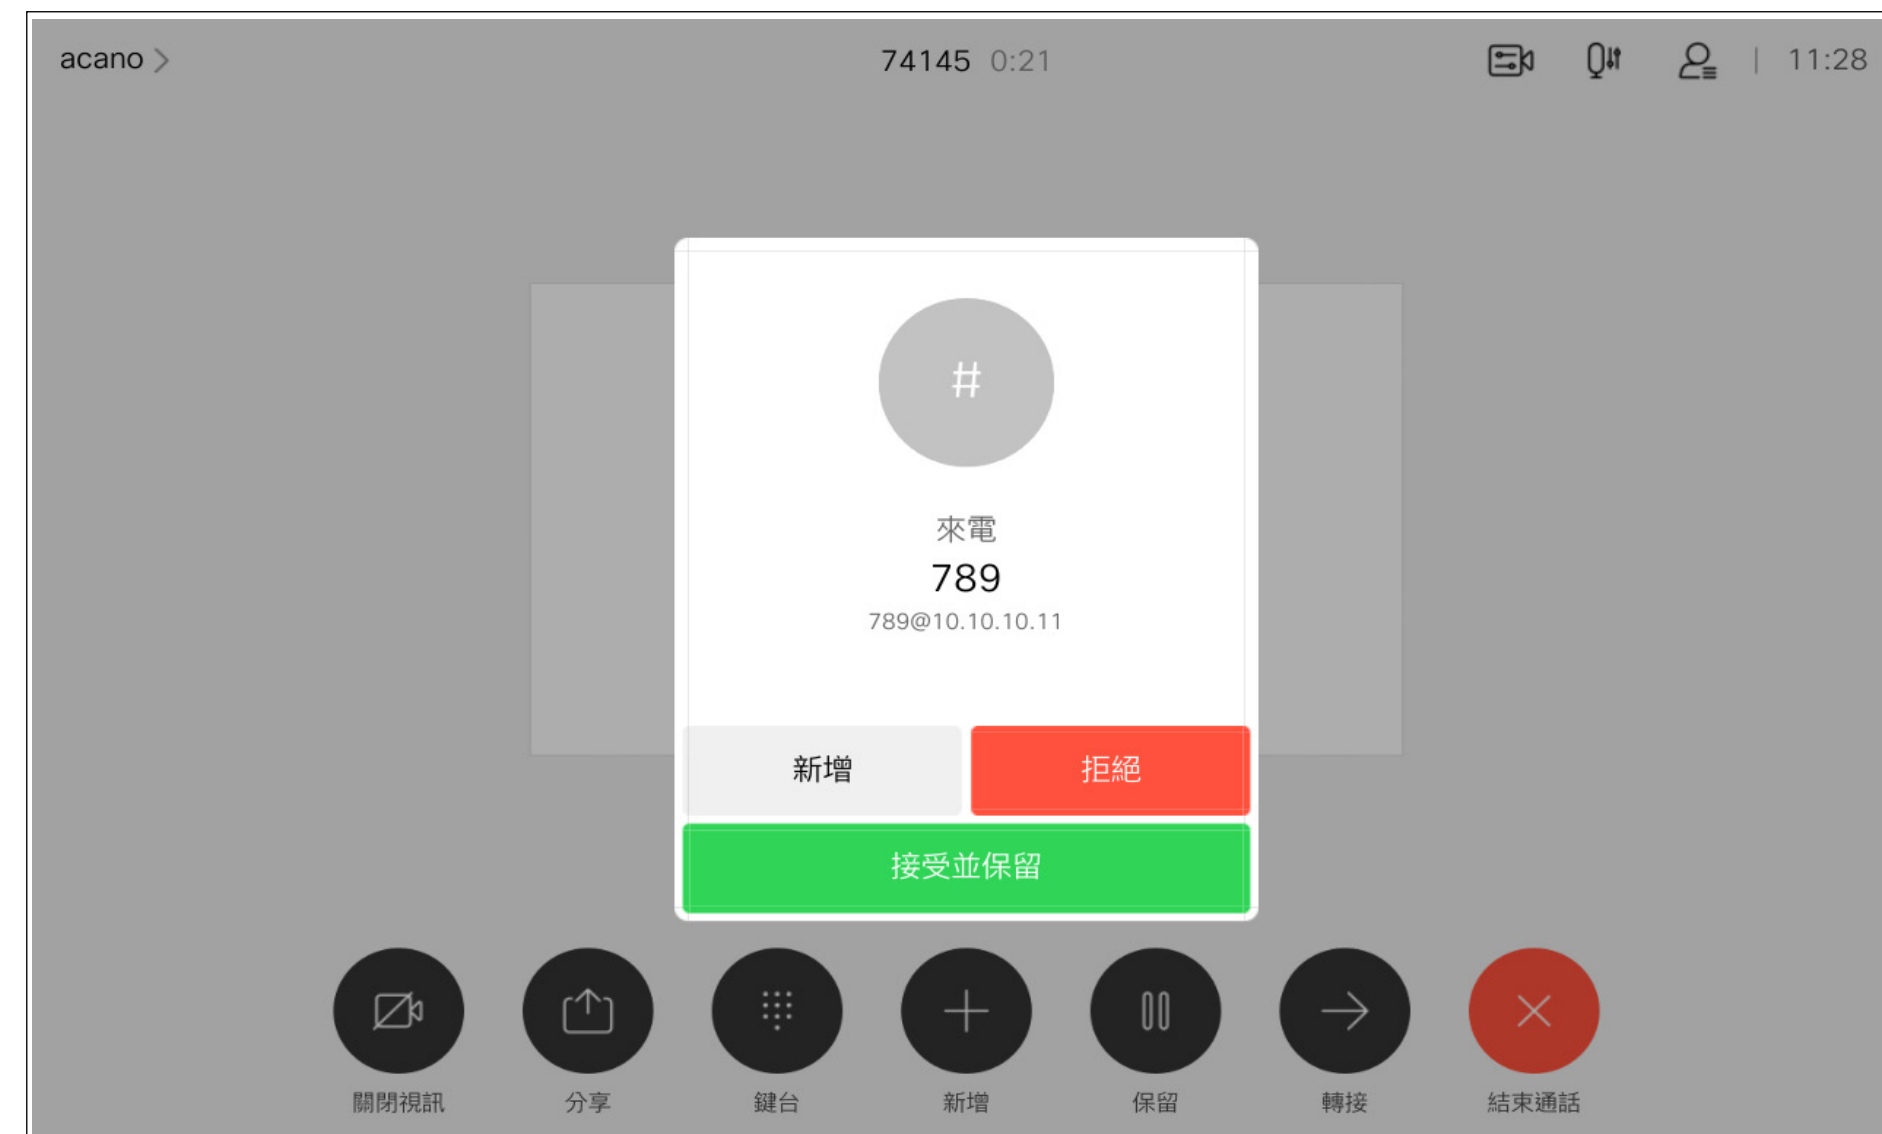 acano
74145 0:21
11:28
#
來電
789
789@10.10.10.11
新增
拒絕
接受並保留
關閉視訊
分享
鍵台
新增
保留
轉接
結束通話